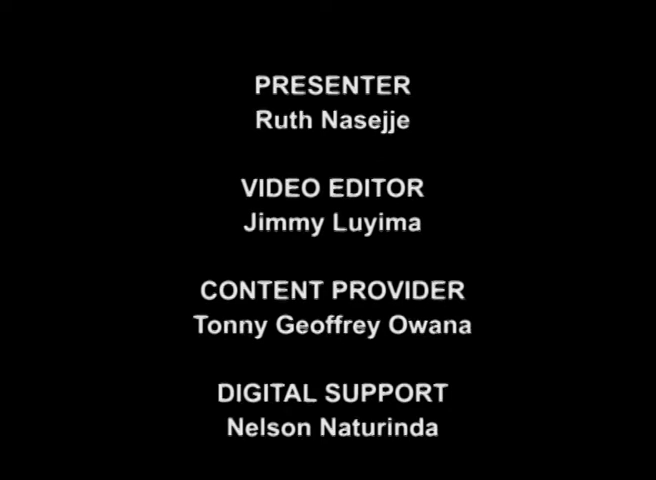 PRESENTER
Ruth Nasejje
VIDEO EDITOR
Jimmy Luyima
CONTENT PROVIDER
Tonny Geoffrey Owana
DIGITAL SUPPORT
Nelson Naturinda